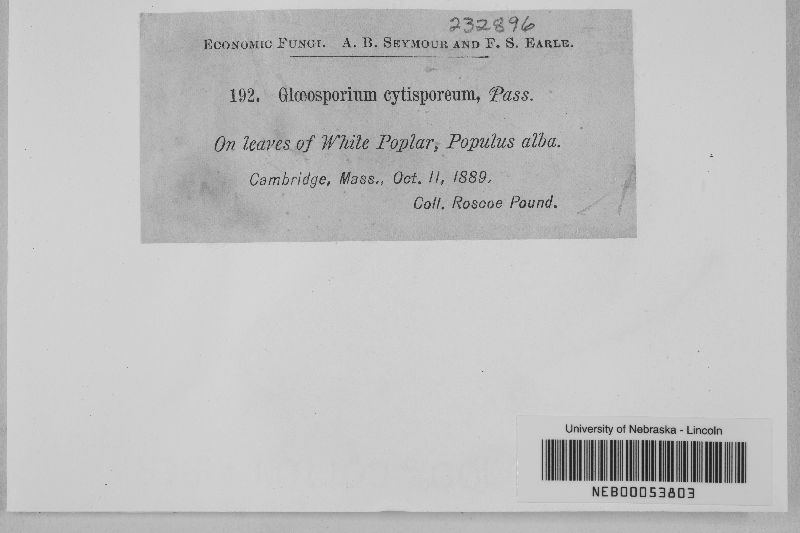 232896
ECONOMIC FUNGI. A. B. SEYMOUR AND F. S. EARLE.
192. Glœosporium cytisporeum, Pass.
On leaves of White Poplar, Populus alba.
Cambridge, Mass., Oct. 11, 1889.
Coll. Roscoe Pound.
University of Nebraska - Lincoln
NEB00053803